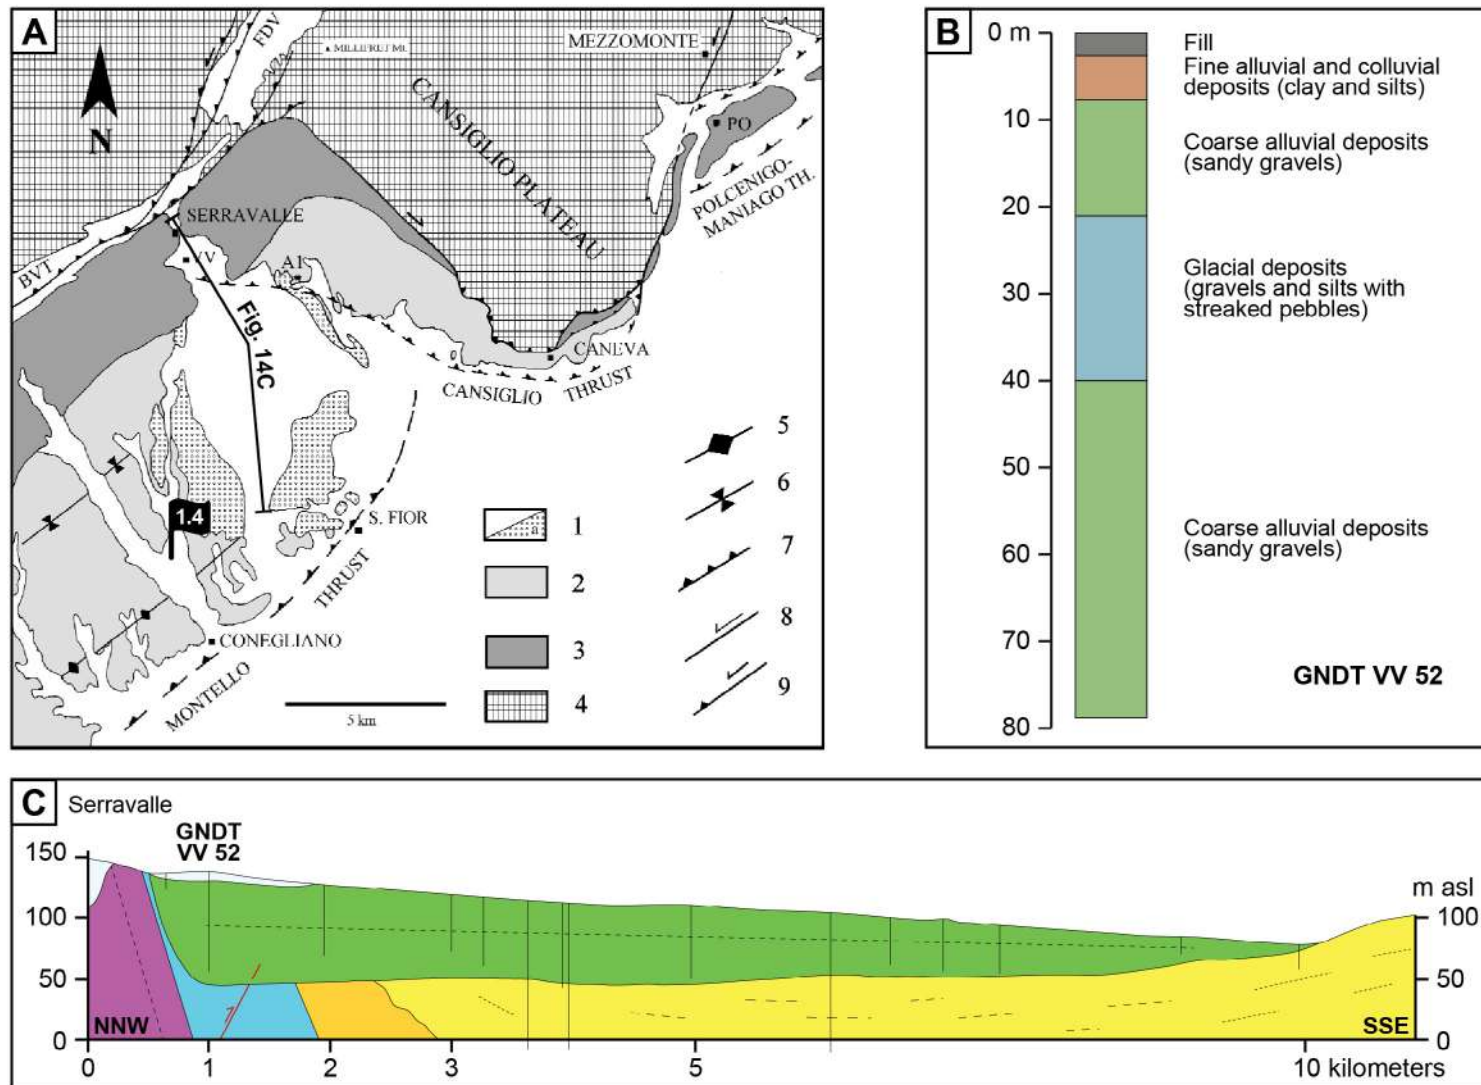 A
FDV
MILLIFRET Mt.
MEZZOMONTE
N
CANSIGLIO PLATEAU
PO
POLCENIGO-
MANIAGO TH.
SERRAVALLE
BVT
VV
A1
Fig. 14C
CANEVA
CANSIGLIO THRUST
1.4
S. FIOR
CONEGLIANO
MONTELLO THRUST
5 km
1
a
2
3
4
5
6
7
8
9
B
0 m
10
20
30
40
50
60
70
80
Fill
Fine alluvial and colluvial
deposits (clay and silts)
Coarse alluvial deposits
(sandy gravels)
Glacial deposits
(gravels and silts with
streaked pebbles)
Coarse alluvial deposits
(sandy gravels)
GNDT VV 52
C
Serravalle
GNDT
VV 52
150
100
50
0
m asl
100
50
0
NNW
SSE
0 1 2 3 5 10 kilometers